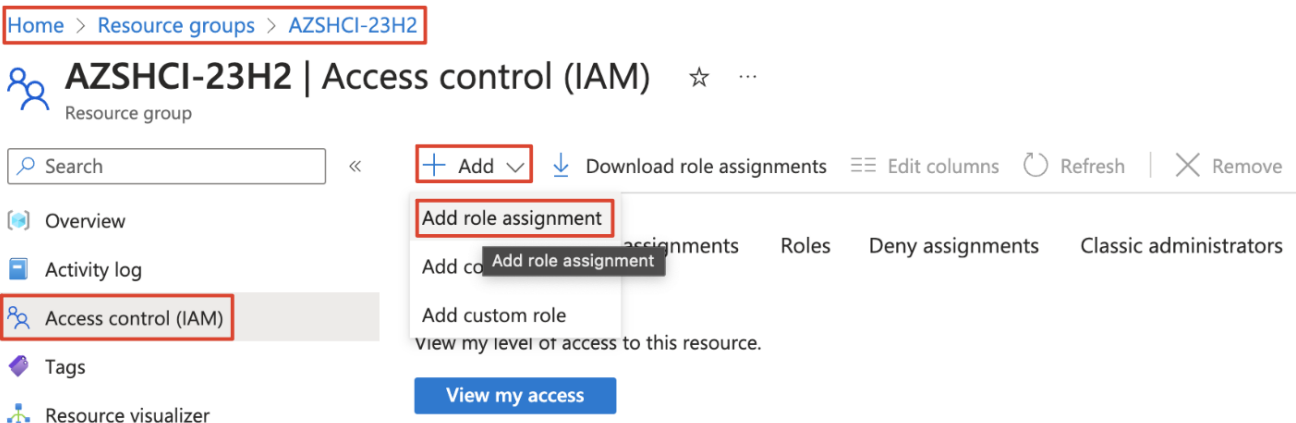 Home > Resource groups > AZSHCI-23H2
AZSHCI-23H2 | Access control (IAM) ☆ ...
Resource group
Search «
+ Add Download role assignments Edit columns Refresh | Remove
Overview
Add role assignment
assignments Roles Deny assignments Classic administrators
Activity log
Add co
Add role assignment
Access control (IAM)
Add custom role
View my level of access to this resource.
Tags
View my access
Resource visualizer